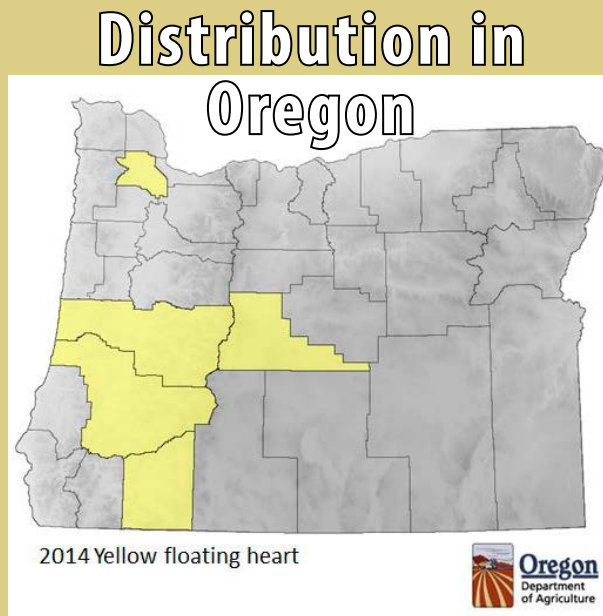 Distribution in
Oregon
2014 Yellow floating heart
Oregon
Department
of Agriculture